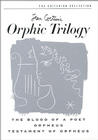 THE CRITERION COLLECTION
Jean Cocteau's
Orphic Trilogy
THE BLOOD OF A POET
ORPHEUS
TESTAMENT OF ORPHEUS